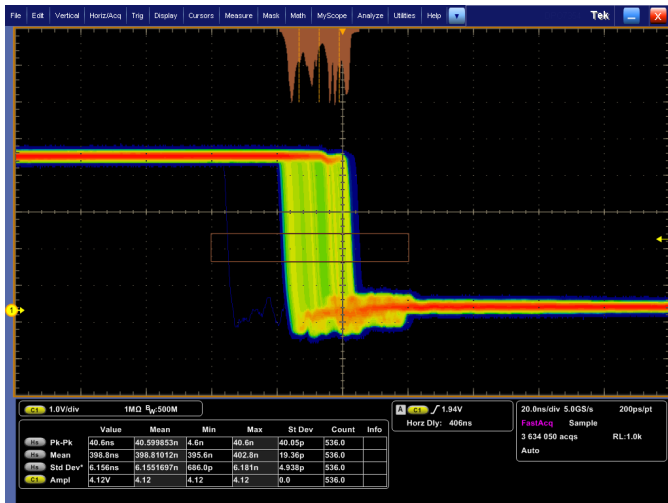 File Edit Vertical Horiz/Acq Trig Display Cursors Measure Mask Math MyScope Analyze Utilities Help Tek X
1
C1 1.0V/div 1MΩ BW:500M
A C1 1.94V
Horz Dly: 406ns
20.0ns/div 5.0GS/s 200ps/pt
FastAcq Sample
3 634 050 acqs RL:1.0k
Auto
Value Mean Min Max St Dev Count Info
Hs Pk-Pk 40.6ns 40.599853n 4.6n 40.6n 40.05p 536.0
Hs Mean 398.8ns 398.81012n 395.6n 402.8n 19.36p 536.0
Hs Std Dev* 6.156ns 6.1551697n 686.0p 6.181n 4.938p 536.0
C1 Ampl 4.12V 4.12 4.12 4.12 0.0 536.0